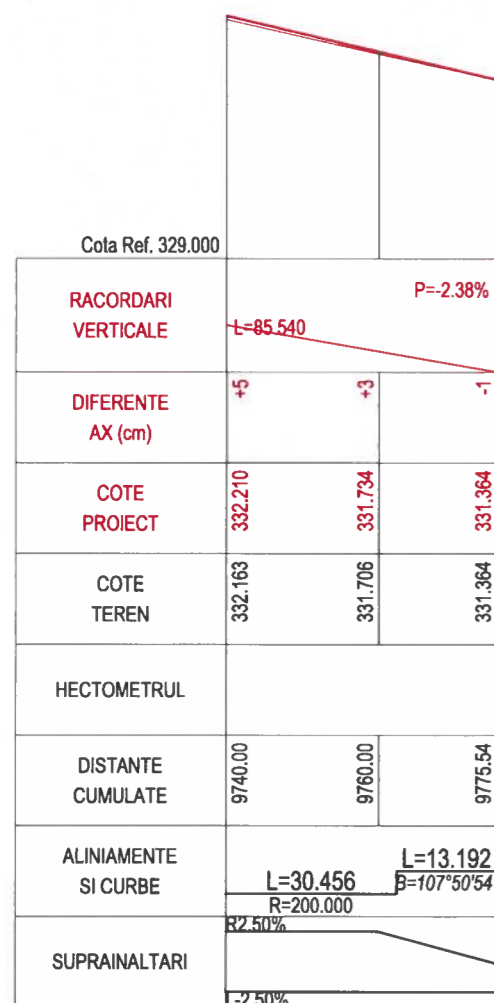 Cota Ref. 329.000
RACORDARI
VERTICALE
P=-2.38%
L=85.540
DIFERENTE
AX (cm)
+5
+3
-1
COTE
PROIECT
332.210
331.734
331.364
COTE
TEREN
332.163
331.706
331.364
HECTOMETRUL
DISTANTE
CUMULATE
9740.00
9760.00
9775.54
ALINIAMENTE
SI CURBE
L=30.456
R=200.000
L=13.192
B=107°50'54
SUPRAINALTARI
R2.50%
L-2.50%